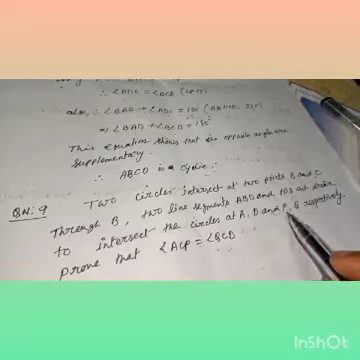 ∴ ∠ADC = ∠BCD (CPCT)
also, ∴ ∠BAD + ∠ADC = 180
⇒ ∠BAD + ∠BCD = 180°
This equation shows that the opposite angles are
supplementary.
∴ ABCD is a cyclic.
QN:9 Two circles intersect at two points B and C
Through B, two line segments ABD and PBQ are drawn
to intersect the circles at A, D and P, Q respectively.
prove that ∠ACP = ∠QCD
InShOt